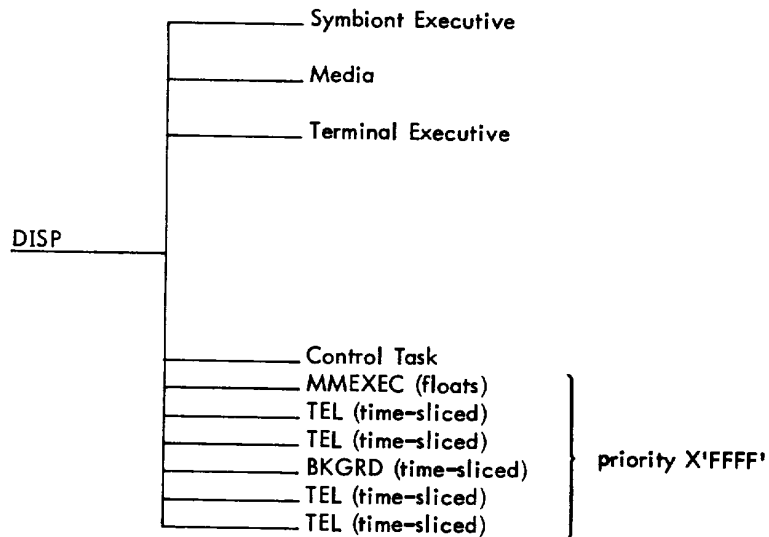 Symbiont Executive
Media
Terminal Executive
DISP
Control Task
MMEXEC (floats)
TEL (time-sliced)
TEL (time-sliced)
BKGRD (time-sliced)
TEL (time-sliced)
TEL (time-sliced)
priority X'FFFF'